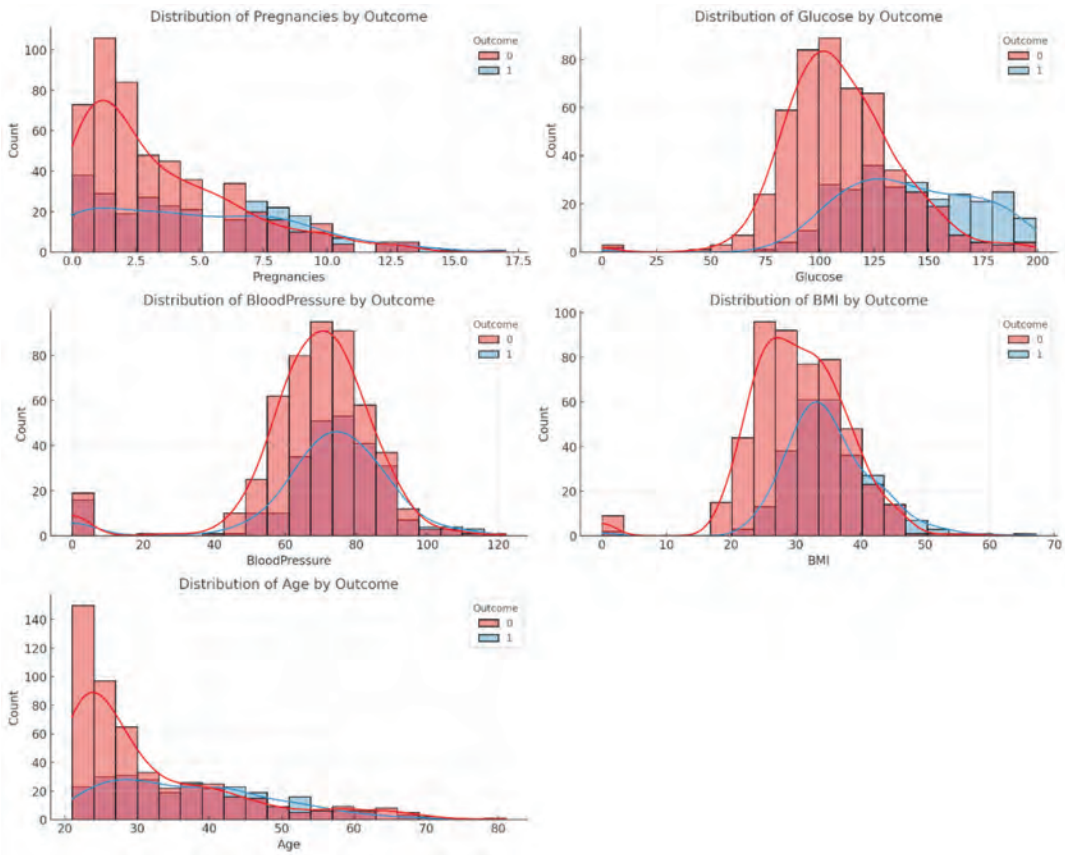 Distribution of Pregnancies by Outcome
Outcome
0
1
100
80
60
40
20
0
Count
0.0 2.5 5.0 7.5 10.0 12.5 15.0 17.5
Pregnancies
Distribution of Glucose by Outcome
Outcome
0
1
80
60
40
20
0
Count
0 25 50 75 100 125 150 175 200
Glucose
Distribution of BloodPressure by Outcome
Outcome
0
1
80
60
40
20
0
Count
0 20 40 60 80 100 120
BloodPressure
Distribution of BMI by Outcome
Outcome
0
1
100
80
60
40
20
0
Count
0 10 20 30 40 50 60 70
BMI
Distribution of Age by Outcome
Outcome
0
1
140
120
100
80
60
40
20
0
Count
20 30 40 50 60 70 80
Age